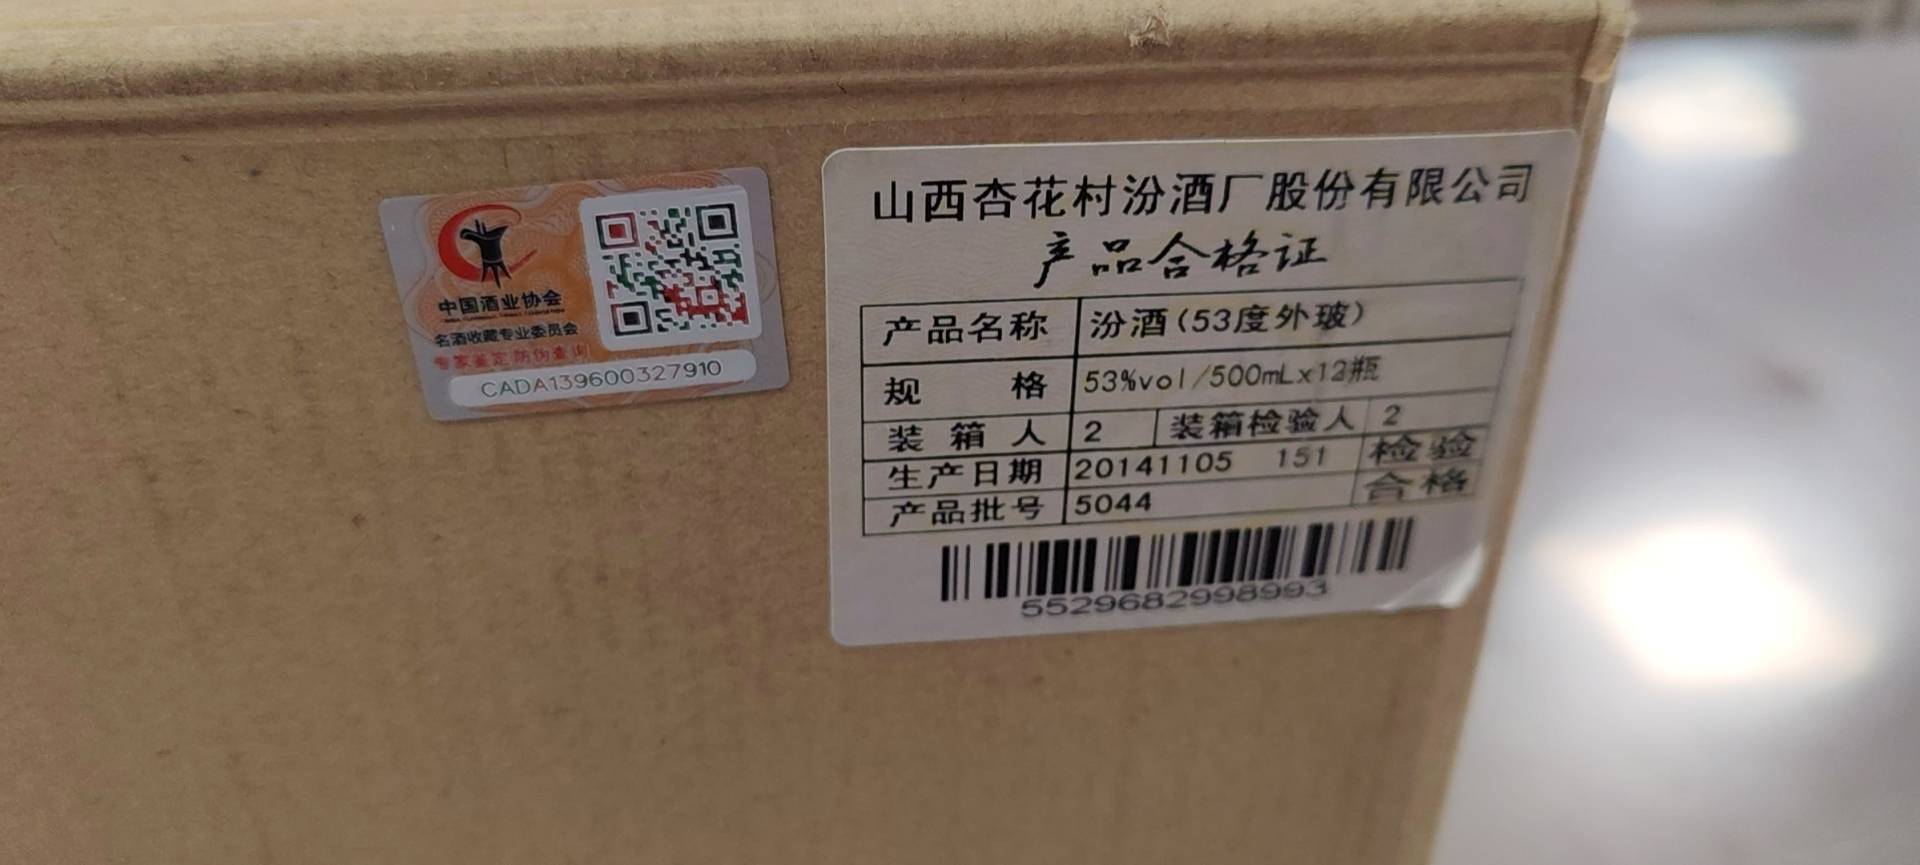 中国酒业协会
名酒收藏专业委员会
专家鉴定防伪查询
CADA139600327910
山西杏花村汾酒厂股份有限公司
产品合格证
产品名称 汾酒(53度外玻)
规 格 53%vol/500mLx12瓶
装 箱 人 2 装箱检验人 2
生产日期 20141105 151 检验
产品批号 5044 合格
5529682998993